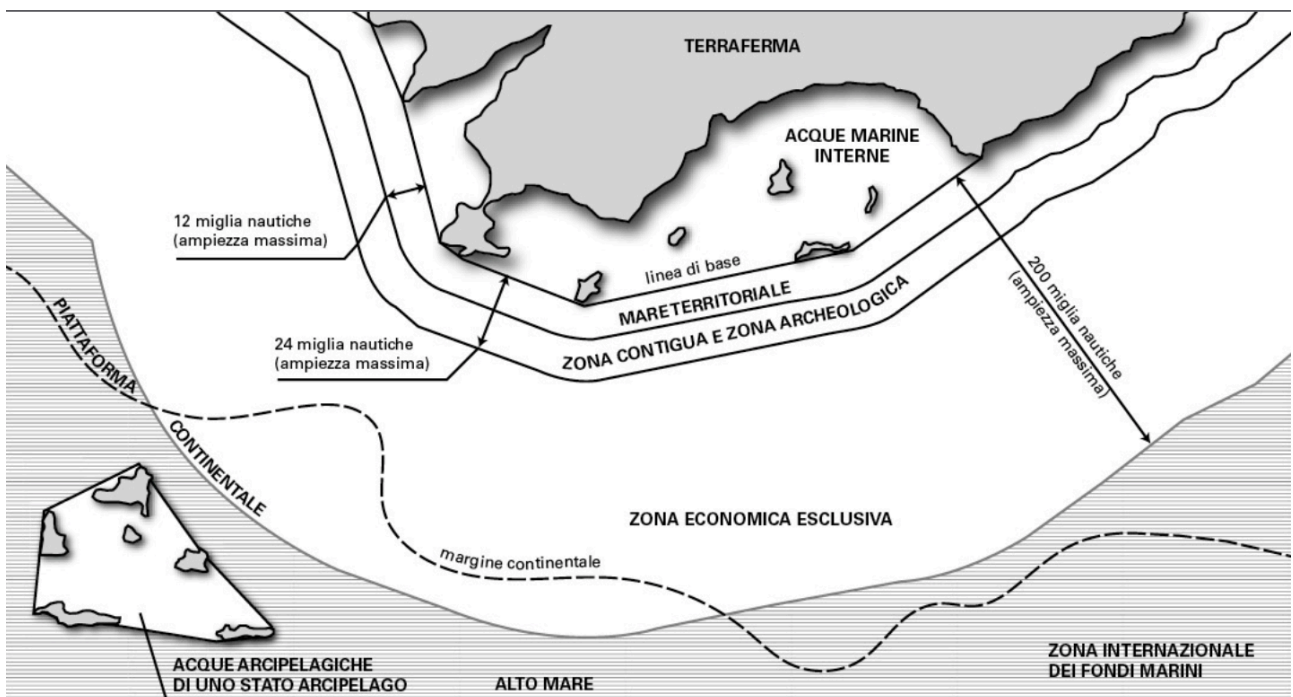 TERRAFERMA
ACQUE MARINE
INTERNE
12 miglia nautiche
(ampiezza massima)
linea di base
MARE TERRITORIALE
ZONA CONTIGUA E ZONA ARCHEOLOGICA
200 miglia nautiche
(ampiezza massima)
24 miglia nautiche
(ampiezza massima)
PIATTAFORMA
CONTINENTALE
ZONA ECONOMICA ESCLUSIVA
margine continentale
ACQUE ARCIPELAGICHE
DI UNO STATO ARCIPELAGO
ALTO MARE
ZONA INTERNAZIONALE
DEI FONDI MARINI